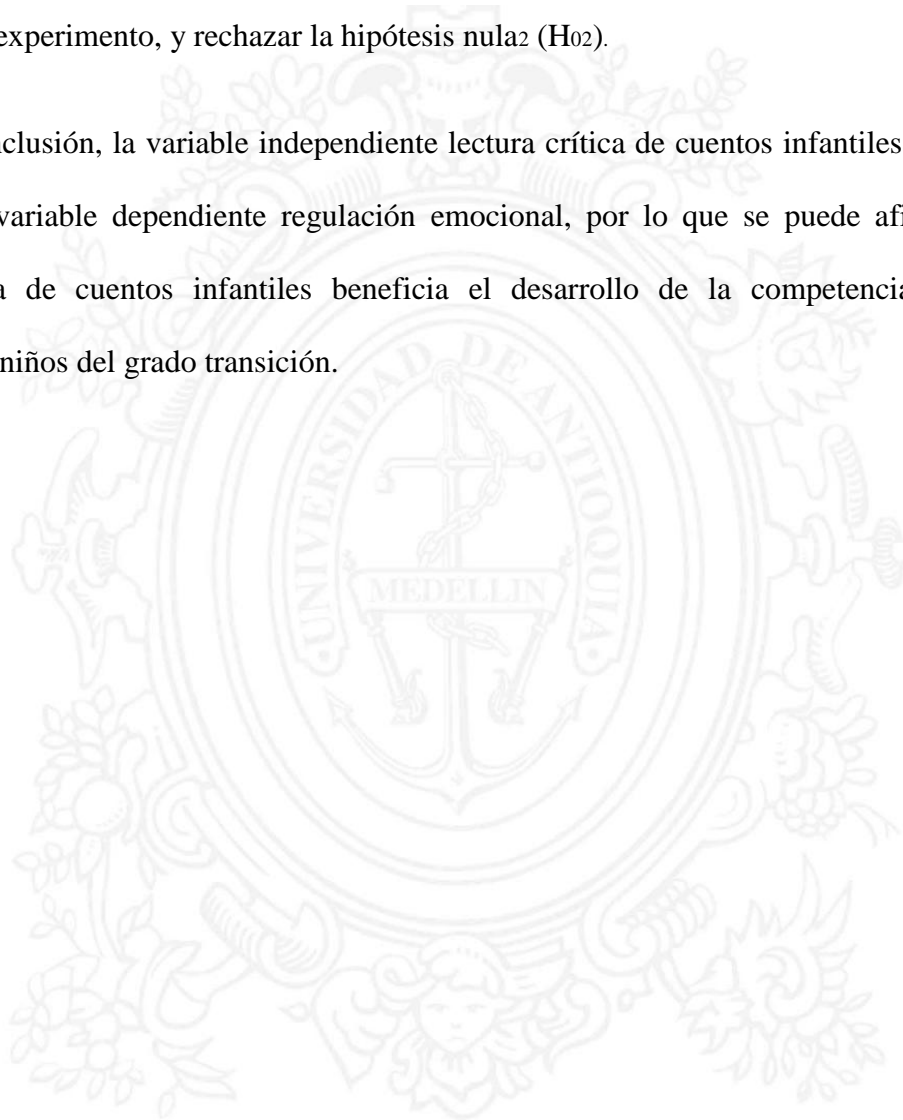 experimento, y rechazar la hipótesis nula2 (H02).
nclusión, la variable independiente lectura crítica de cuentos infantiles
variable dependiente regulación emocional, por lo que se puede afi
a de cuentos infantiles beneficia el desarrollo de la competencia
niños del grado transición.
UNIVERSIDAD DE ANTIOQUIA
MEDELLIN